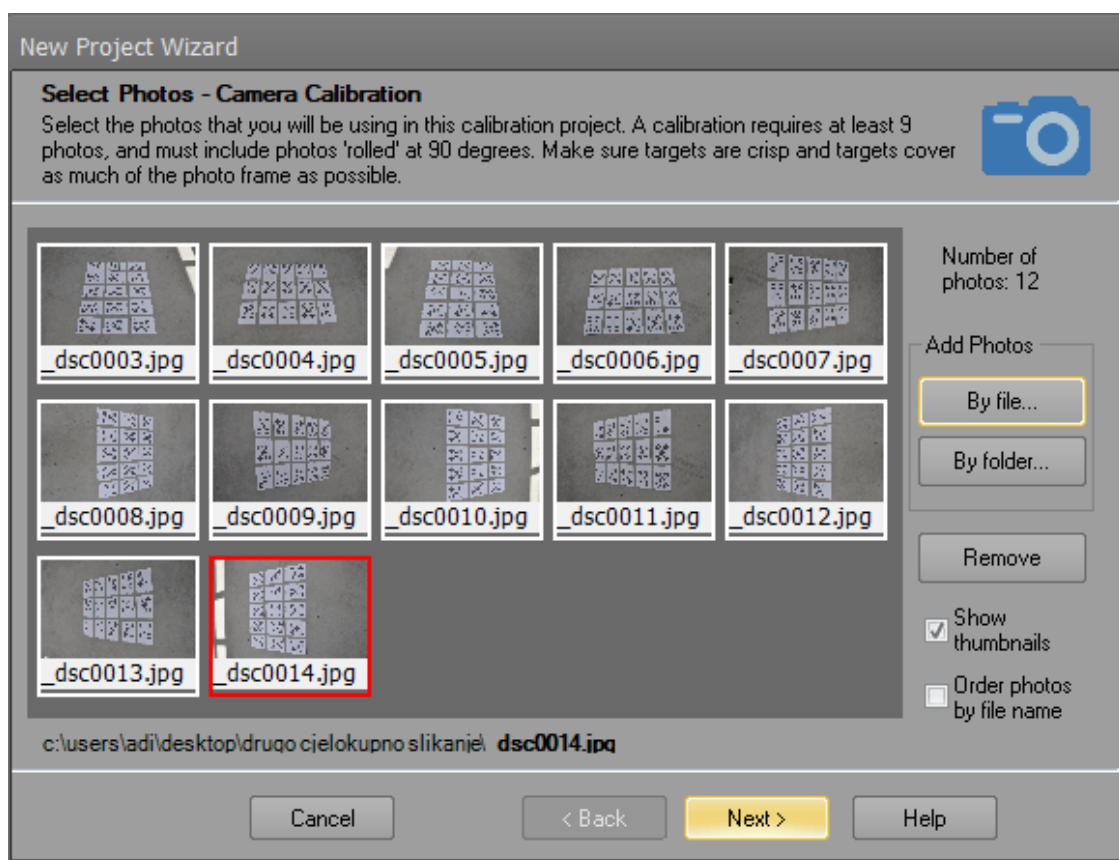 New Project Wizard
Select Photos - Camera Calibration
Select the photos that you will be using in this calibration project. A calibration requires at least 9
photos, and must include photos 'rolled' at 90 degrees. Make sure targets are crisp and targets cover
as much of the photo frame as possible.
Number of
photos: 12
_dsc0003.jpg _dsc0004.jpg _dsc0005.jpg _dsc0006.jpg _dsc0007.jpg
Add Photos
By file...
By folder...
_dsc0008.jpg _dsc0009.jpg _dsc0010.jpg _dsc0011.jpg _dsc0012.jpg
Remove
Show
thumbnails
_dsc0013.jpg _dsc0014.jpg
Order photos
by file name
c:\users\adi\desktop\drugo cjelokupno slikanje\_dsc0014.jpg
Cancel < Back Next > Help